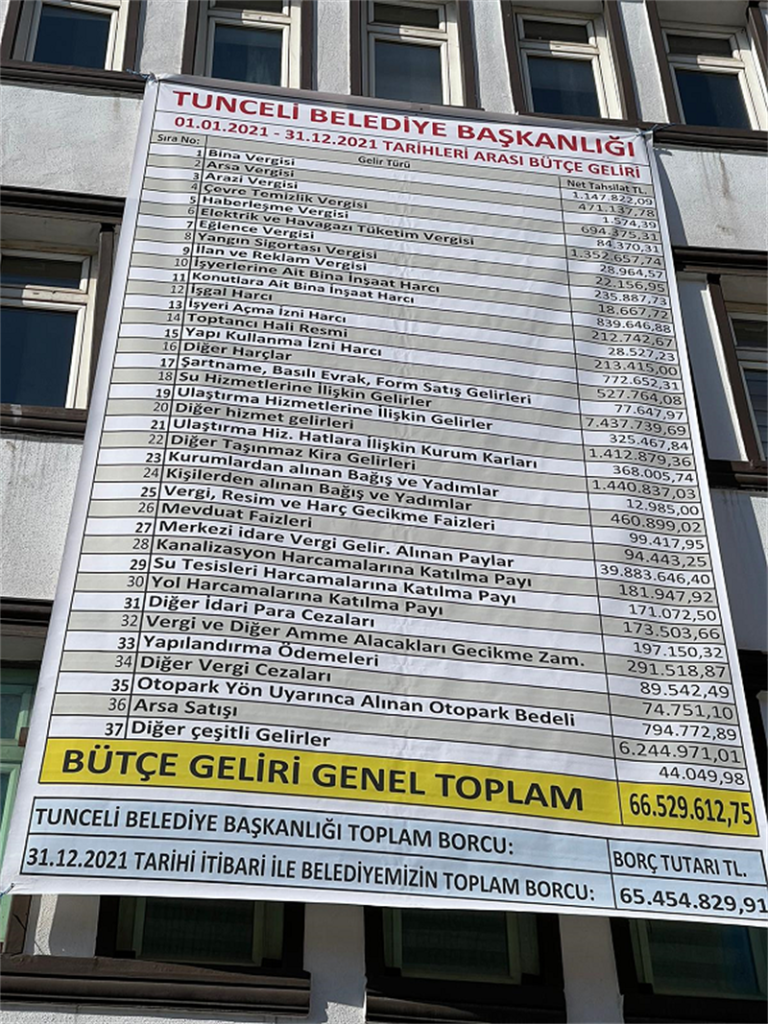 TUNCELİ BELEDİYE BAŞKANLIĞI
01.01.2021 - 31.12.2021 TARİHLERİ ARASI BÜTÇE GELİRİ
Sıra No: Gelir Türü Net Tahsilat TL.
1 Bina Vergisi 1.147.822,09
2 Arsa Vergisi 471.137,78
3 Arazi Vergisi 1.574,39
4 Çevre Temizlik Vergisi 694.375,31
5 Haberleşme Vergisi 84.370,31
6 Elektrik ve Havagazı Tüketim Vergisi 1.352.657,74
7 Eğlence Vergisi 28.964,57
8 Yangın Sigortası Vergisi 22.156,95
9 İlan ve Reklam Vergisi 235.887,73
10 İşyerlerine Ait Bina İnşaat Harcı 18.667,72
11 Konutlara Ait Bina İnşaat Harcı 839.646,88
12 İşgal Harcı 212.742,67
13 İşyeri Açma İzni Harcı 28.527,23
14 Toptancı Hali Resmi 213.415,00
15 Yapı Kullanma İzni Harcı 772.652,31
16 Diğer Harçlar 527.764,08
17 Şartname, Basılı Evrak, Form Satış Gelirleri 77.647,97
18 Su Hizmetlerine İlişkin Gelirler 7.437.739,69
19 Ulaştırma Hizmetlerine İlişkin Gelirler 325.467,84
20 Diğer hizmet gelirleri 1.412.879,36
21 Ulaştırma Hiz. Hatlara İlişkin Kurum Karları 368.005,74
22 Diğer Taşınmaz Kira Gelirleri 1.440.837,03
23 Kurumlardan alınan Bağış ve Yadımlar 12.985,00
24 Kişilerden alınan Bağış ve Yadımlar 460.899,02
25 Vergi, Resim ve Harç Gecikme Faizleri 99.417,95
26 Mevduat Faizleri 94.443,25
27 Merkezi idare Vergi Gelir. Alınan Paylar 39.883.646,40
28 Kanalizasyon Harcamalarına Katılma Payı 181.947,92
29 Su Tesisleri Harcamalarına Katılma Payı 171.072,50
30 Yol Harcamalarına Katılma Payı 173.503,66
31 Diğer İdari Para Cezaları 197.150,32
32 Vergi ve Diğer Amme Alacakları Gecikme Zam. 291.518,87
33 Yapılandırma Ödemeleri 89.542,49
34 Diğer Vergi Cezaları 74.751,10
35 Otopark Yön Uyarınca Alınan Otopark Bedeli 794.772,89
36 Arsa Satışı 6.244.971,01
37 Diğer çeşitli Gelirler 44.049,98
BÜTÇE GELİRİ GENEL TOPLAM 66.529.612,75
TUNCELİ BELEDİYE BAŞKANLIĞI TOPLAM BORCU: BORÇ TUTARI TL.
31.12.2021 TARİHİ İTİBARİ İLE BELEDİYEMİZİN TOPLAM BORCU: 65.454.829,91